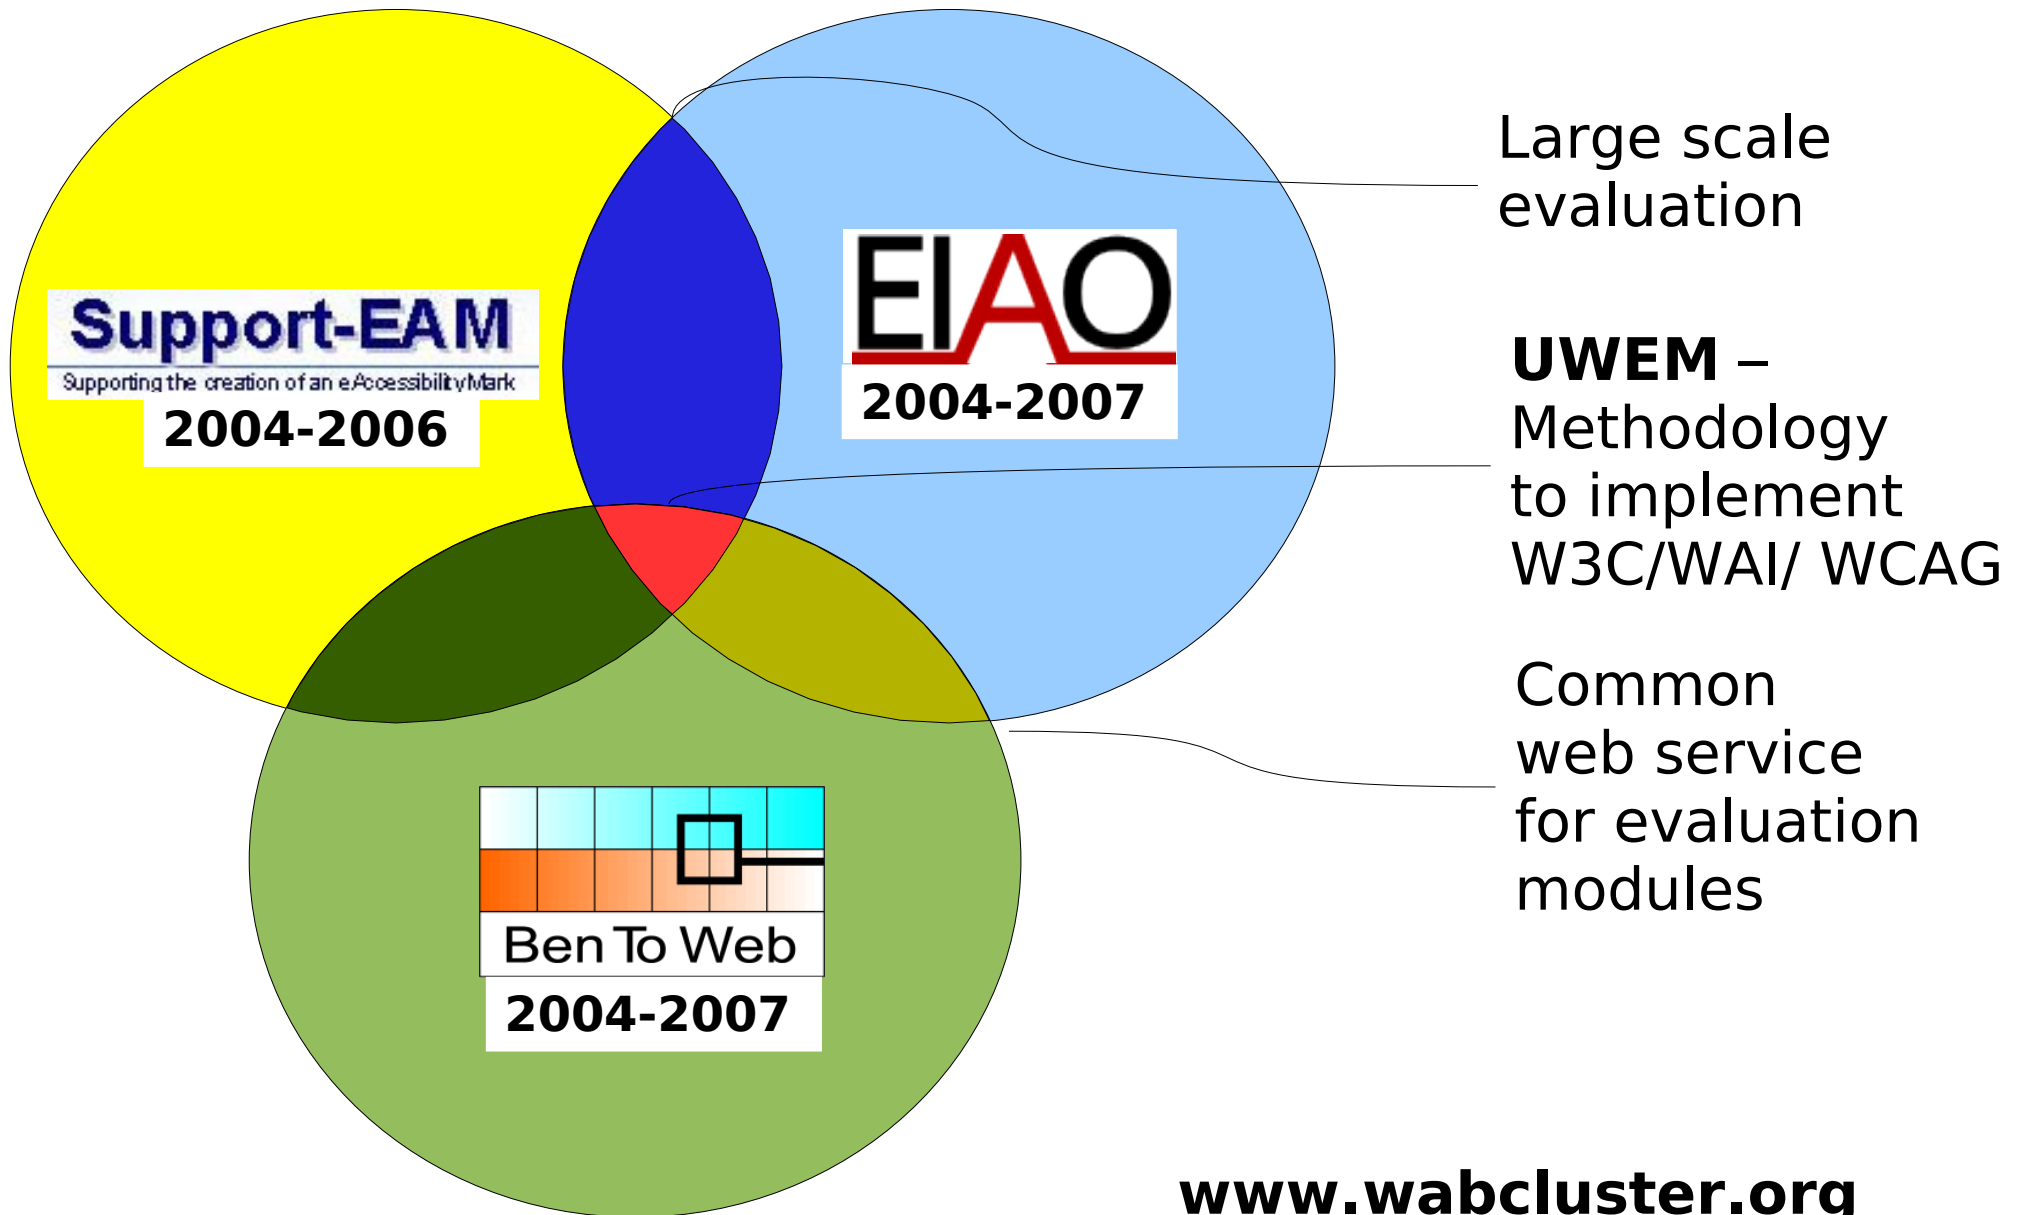 Support-EAM
Supporting the creation of an eAccessibilityMark
2004-2006
EIAO
2004-2007
Ben To Web
2004-2007
Large scale
evaluation
UWEM –
Methodology
to implement
W3C/WAI/ WCAG
Common
web service
for evaluation
modules
www.wabcluster.org